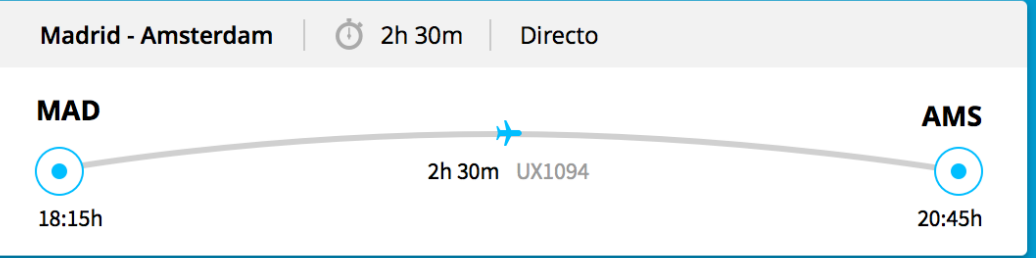 Madrid - Amsterdam 2h 30m Directo
MAD AMS
2h 30m UX1094
18:15h 20:45h